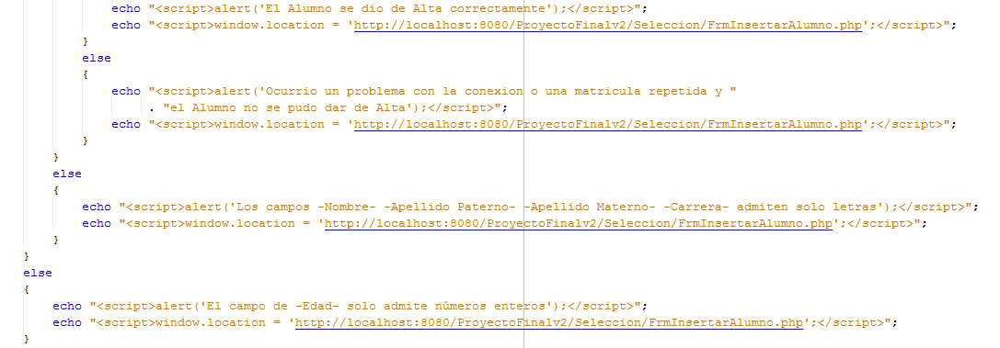 echo "<script>alert('El Alumno se dio de Alta correctamente');</script>";
echo "<script>window.location = 'http://localhost:8080/ProyectoFinalv2/Seleccion/FrmInsertarAlumno.php';</script>";
}
else
{
echo "<script>alert('Ocurrio un problema con la conexion o una matricula repetida y "
. "el Alumno no se pudo dar de Alta');</script>";
echo "<script>window.location = 'http://localhost:8080/ProyectoFinalv2/Seleccion/FrmInsertarAlumno.php';</script>";
}
}
else
{
echo "<script>alert('Los campos -Nombre- -Apellido Paterno- -Apellido Materno- -Carrera- admiten solo letras');</script>";
echo "<script>window.location = 'http://localhost:8080/ProyectoFinalv2/Seleccion/FrmInsertarAlumno.php';</script>";
}
}
else
{
echo "<script>alert('El campo de -Edad- solo admite números enteros');</script>";
echo "<script>window.location = 'http://localhost:8080/ProyectoFinalv2/Seleccion/FrmInsertarAlumno.php';</script>";
}